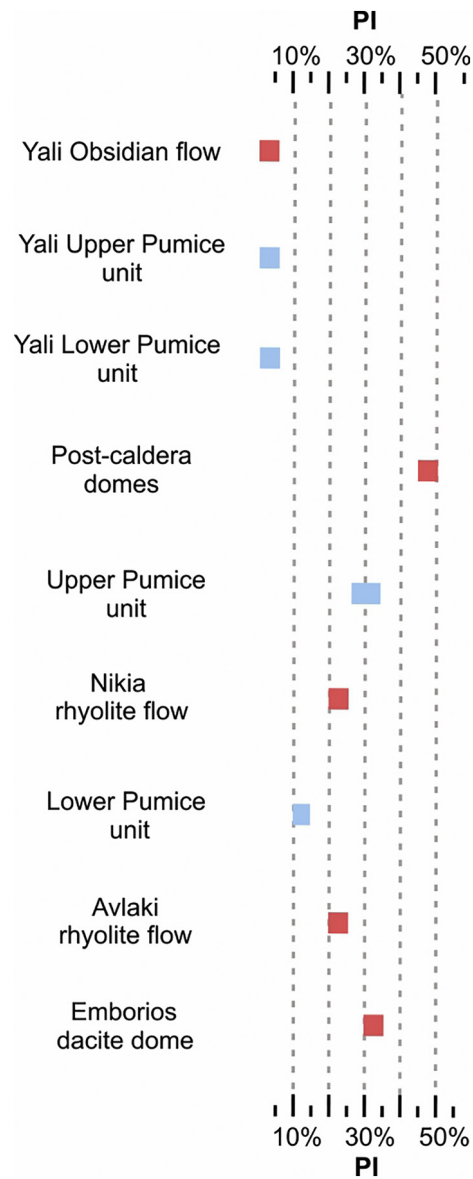 PI
10% 30% 50%
Yali Obsidian flow
Yali Upper Pumice
unit
Yali Lower Pumice
unit
Post-caldera
domes
Upper Pumice
unit
Nikia
rhyolite flow
Lower Pumice
unit
Avlaki
rhyolite flow
Emborios
dacite dome
10% 30% 50%
PI